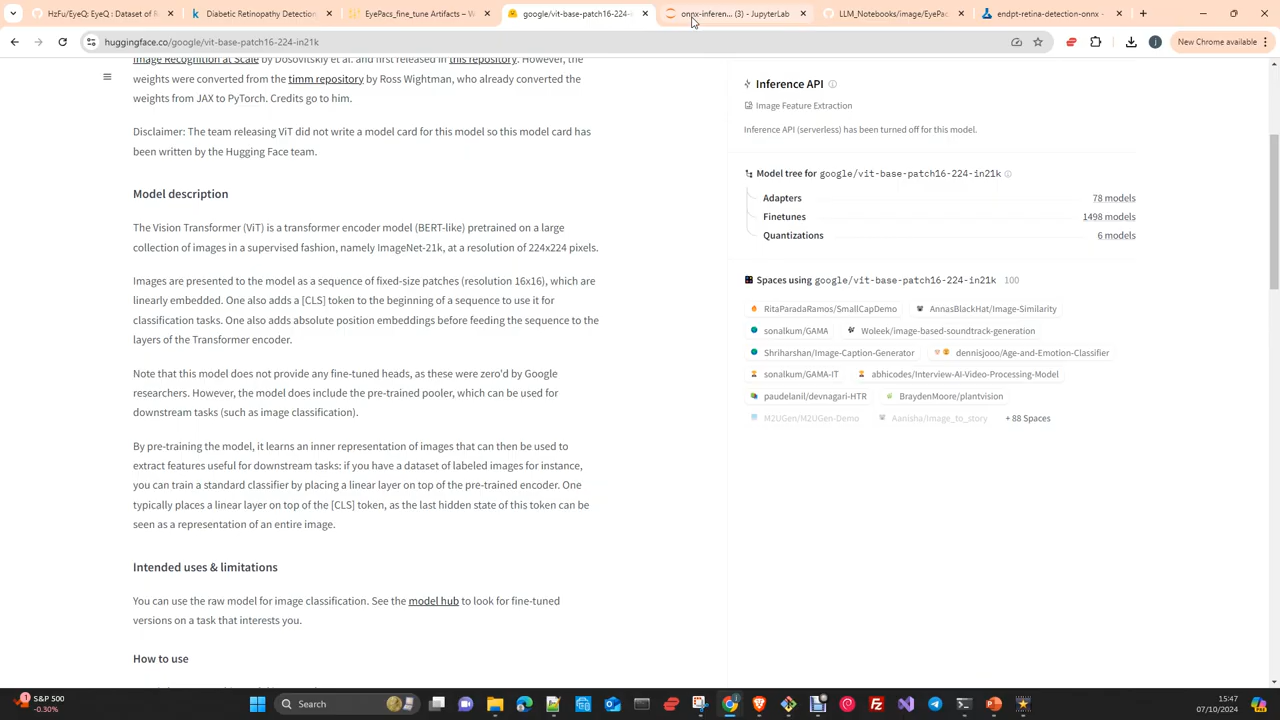 HzFu/EyeQ: EyeQ : Dataset of R
Diabetic Retinopathy Detection
EyePacs_fine_tune Artifacts – W
google/vit-base-patch16-224-i
onnx-inferen... (3) - JupyterLab
LLM_Notebooks/image/EyePac
endpt-retina-detection-onnx -
huggingface.co/google/vit-base-patch16-224-in21k
New Chrome available
Image Recognition at Scale by Dosovitskiy et al. and first released in this repository. However, the
weights were converted from the timm repository by Ross Wightman, who already converted the
weights from JAX to PyTorch. Credits go to him.
Disclaimer: The team releasing ViT did not write a model card for this model so this model card has
been written by the Hugging Face team.
Model description
The Vision Transformer (ViT) is a transformer encoder model (BERT-like) pretrained on a large
collection of images in a supervised fashion, namely ImageNet-21k, at a resolution of 224x224 pixels.
Images are presented to the model as a sequence of fixed-size patches (resolution 16x16), which are
linearly embedded. One also adds a [CLS] token to the beginning of a sequence to use it for
classification tasks. One also adds absolute position embeddings before feeding the sequence to the
layers of the Transformer encoder.
Note that this model does not provide any fine-tuned heads, as these were zero'd by Google
researchers. However, the model does include the pre-trained pooler, which can be used for
downstream tasks (such as image classification).
By pre-training the model, it learns an inner representation of images that can then be used to
extract features useful for downstream tasks: if you have a dataset of labeled images for instance,
you can train a standard classifier by placing a linear layer on top of the pre-trained encoder. One
typically places a linear layer on top of the [CLS] token, as the last hidden state of this token can be
seen as a representation of an entire image.
Intended uses & limitations
You can use the raw model for image classification. See the model hub to look for fine-tuned
versions on a task that interests you.
How to use
Inference API
Image Feature Extraction
Inference API (serverless) has been turned off for this model.
Model tree for google/vit-base-patch16-224-in21k
Adapters 78 models
Finetunes 1498 models
Quantizations 6 models
Spaces using google/vit-base-patch16-224-in21k 100
RitaParadaRamos/SmallCapDemo AnnasBlackHat/Image-Similarity
sonalkum/GAMA Woleek/image-based-soundtrack-generation
Shriharshan/Image-Caption-Generator dennisjooo/Age-and-Emotion-Classifier
sonalkum/GAMA-IT abhicodes/Interview-AI-Video-Processing-Model
paudelanil/devnagari-HTR BraydenMoore/plantvision
M2UGen/M2UGen-Demo Aanisha/Image_to_story + 88 Spaces
S&P 500
-0.30%
Search
15:47
07/10/2024